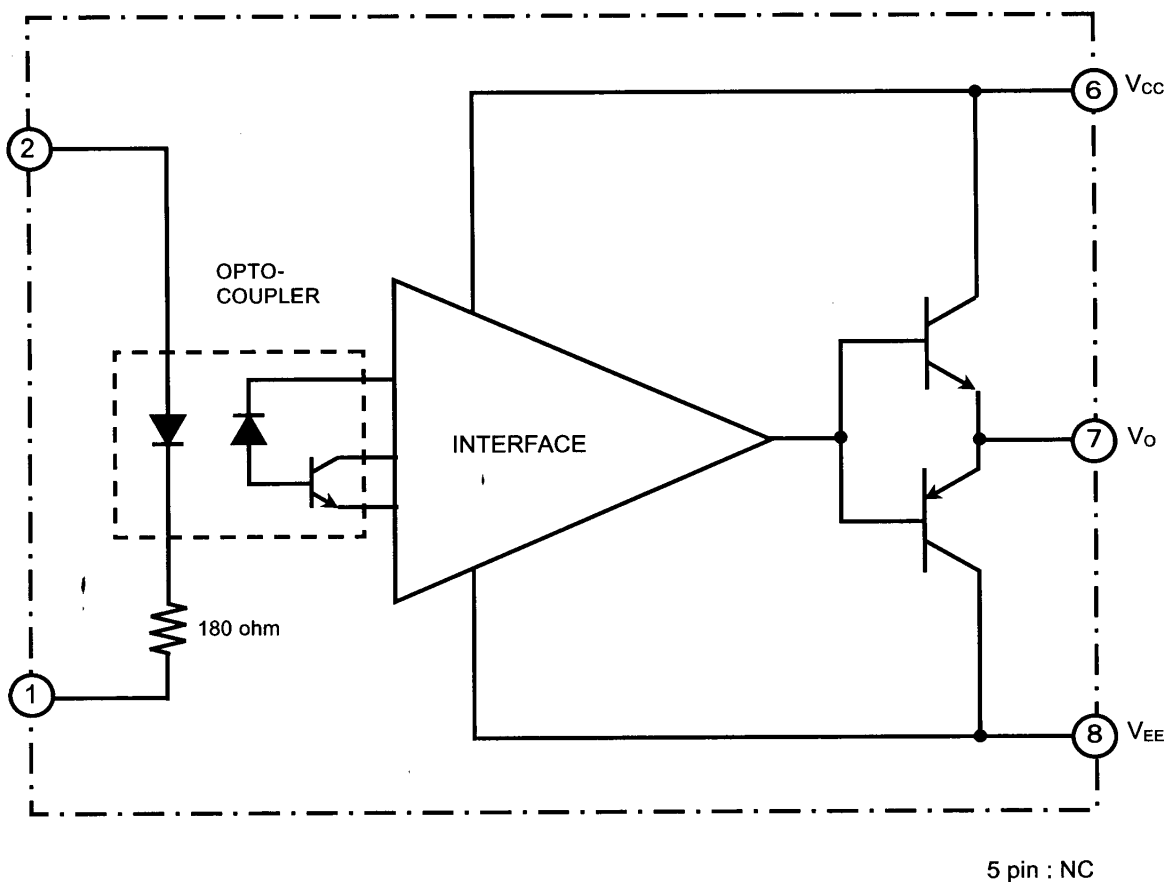 6 VCC
2
OPTO-
COUPLER
INTERFACE
7 VO
180 ohm
1
8 VEE
5 pin : NC